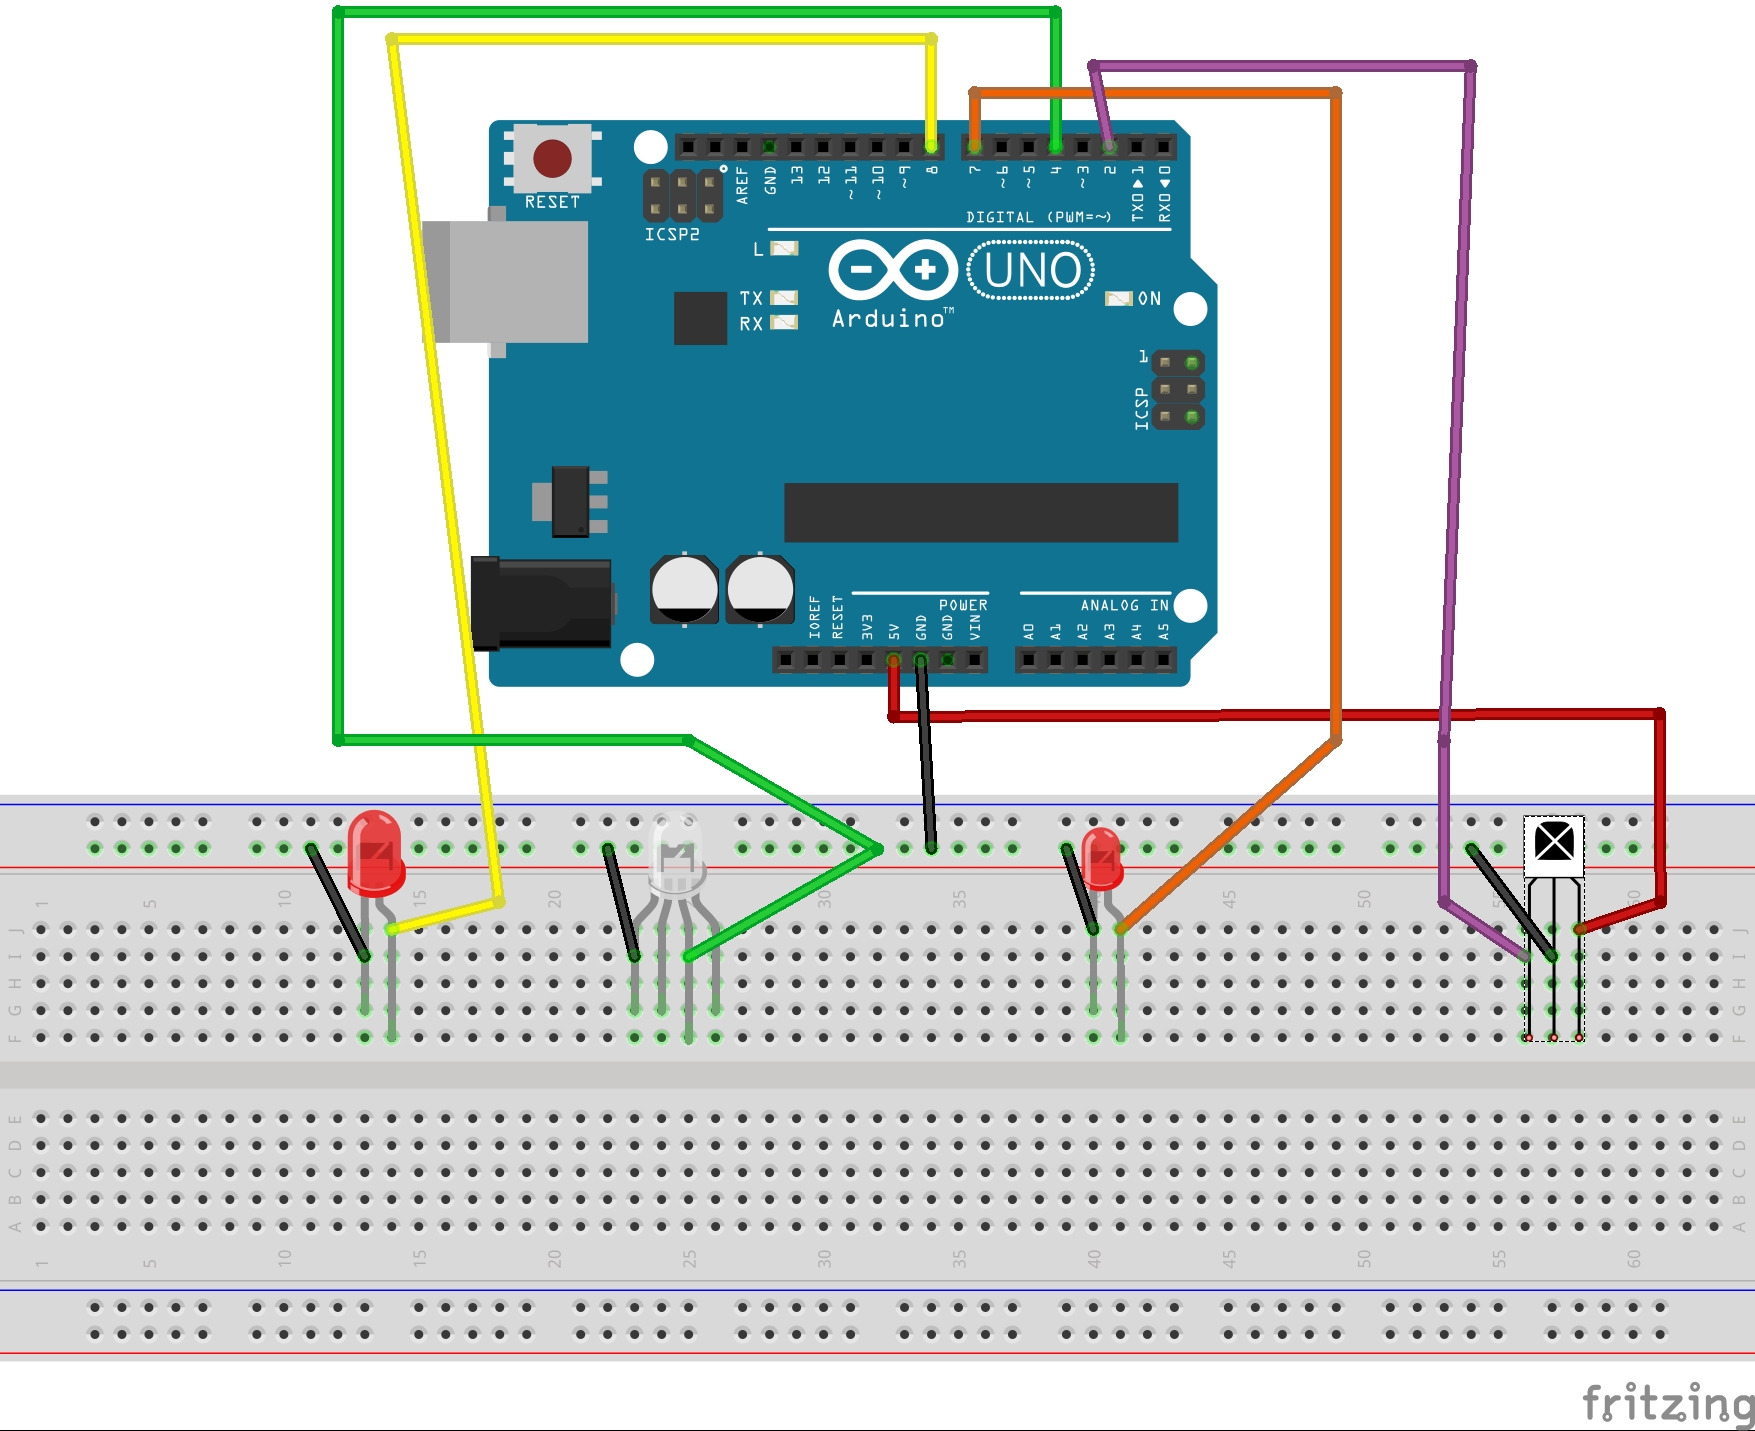 RESET
ICSP2
AREF
GND
13
12
~11
~10
~9
8
7
~6
~5
4
~3
2
TX0▶1
RX0◀0
DIGITAL (PWM=~)
L
TX
RX
UNO
Arduino™
ON
1
ICSP
IOREF
RESET
3V3
5V
GND
GND
VIN
POWER
ANALOG IN
A0
A1
A2
A3
A4
A5
1 5 10 15 20 25 30 35 40 45 50 55 60
J J
I I
H H
G G
F F
E E
D D
C C
B B
A A
1 5 10 15 20 25 30 35 40 45 50 55 60
fritzing